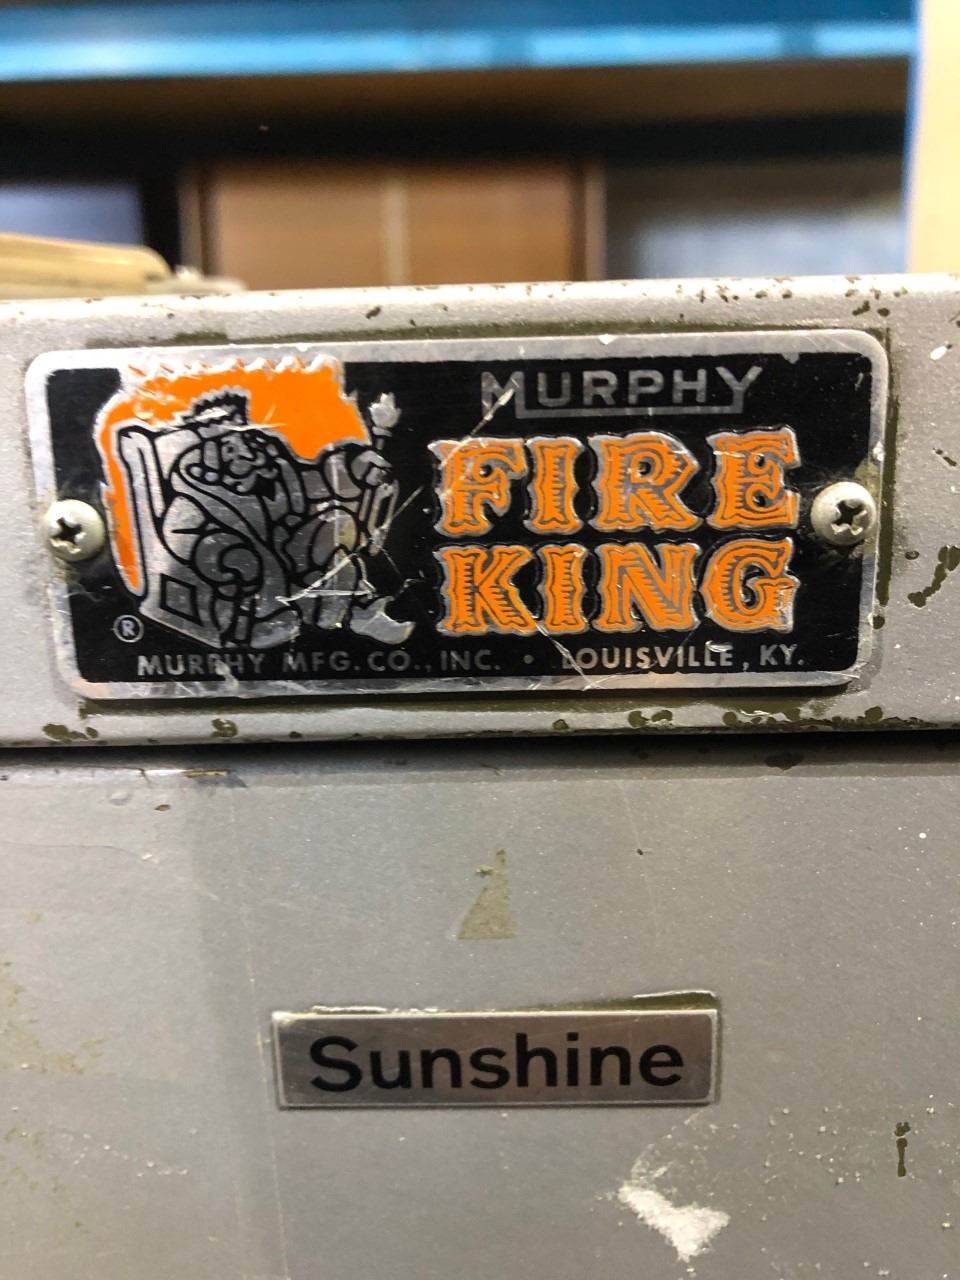 MURPHY
FIRE
KING
®
MURPHY MFG. CO., INC. • LOUISVILLE, KY.
Sunshine